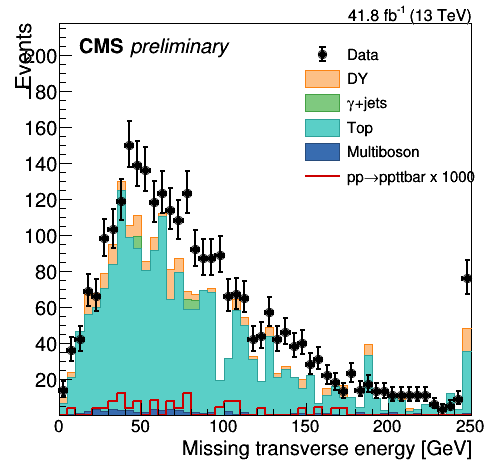 41.8 fb⁻¹ (13 TeV)
CMS preliminary
Events
Data
DY
γ+jets
Top
Multiboson
pp→ppttbar x 1000
200
180
160
140
120
100
80
60
40
20
0 50 100 150 200 250
Missing transverse energy [GeV]